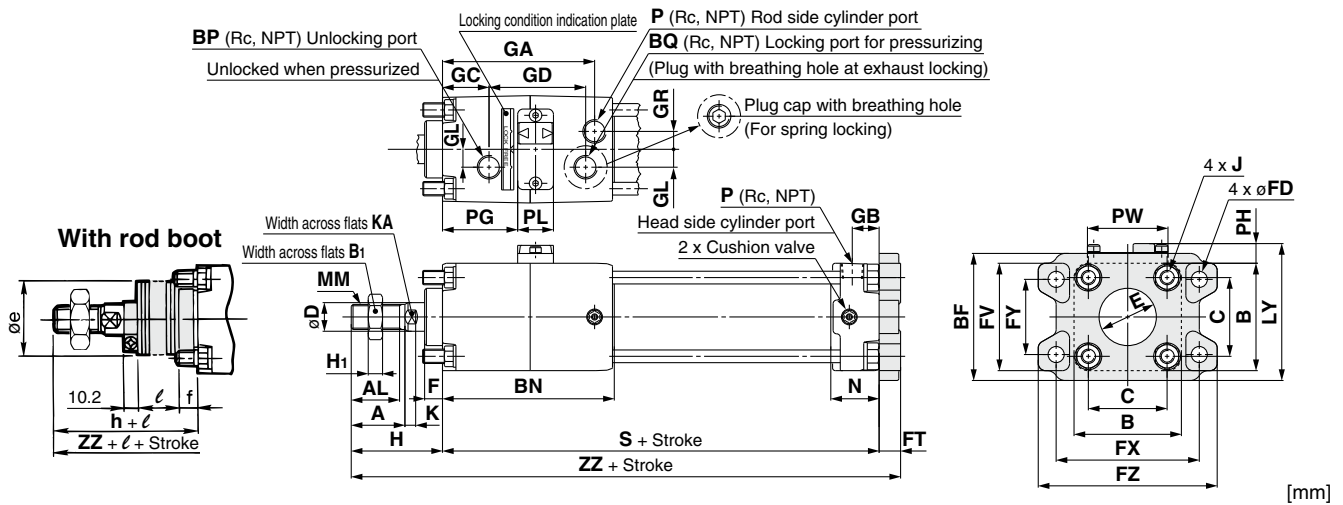 Locking condition indication plate
P (Rc, NPT) Rod side cylinder port
BP (Rc, NPT) Unlocking port
GA
BQ (Rc, NPT) Locking port for pressurizing
Unlocked when pressurized
GC
GD
(Plug with breathing hole at exhaust locking)
GR
Plug cap with breathing hole
(For spring locking)
GL
GL
PG
PL
P (Rc, NPT)
GB
Head side cylinder port
2 x Cushion valve
4 x J
4 x øFD
PW
PH
With rod boot
Width across flats KA
Width across flats B1
MM
øD
øe
E
BF
FV
FY
C
B
LY
H1
AL
F
BN
N
A
K
C
10.2
ℓ
f
H
S + Stroke
FT
B
h + ℓ
ZZ + ℓ + Stroke
ZZ + Stroke
FX
FZ
[mm]